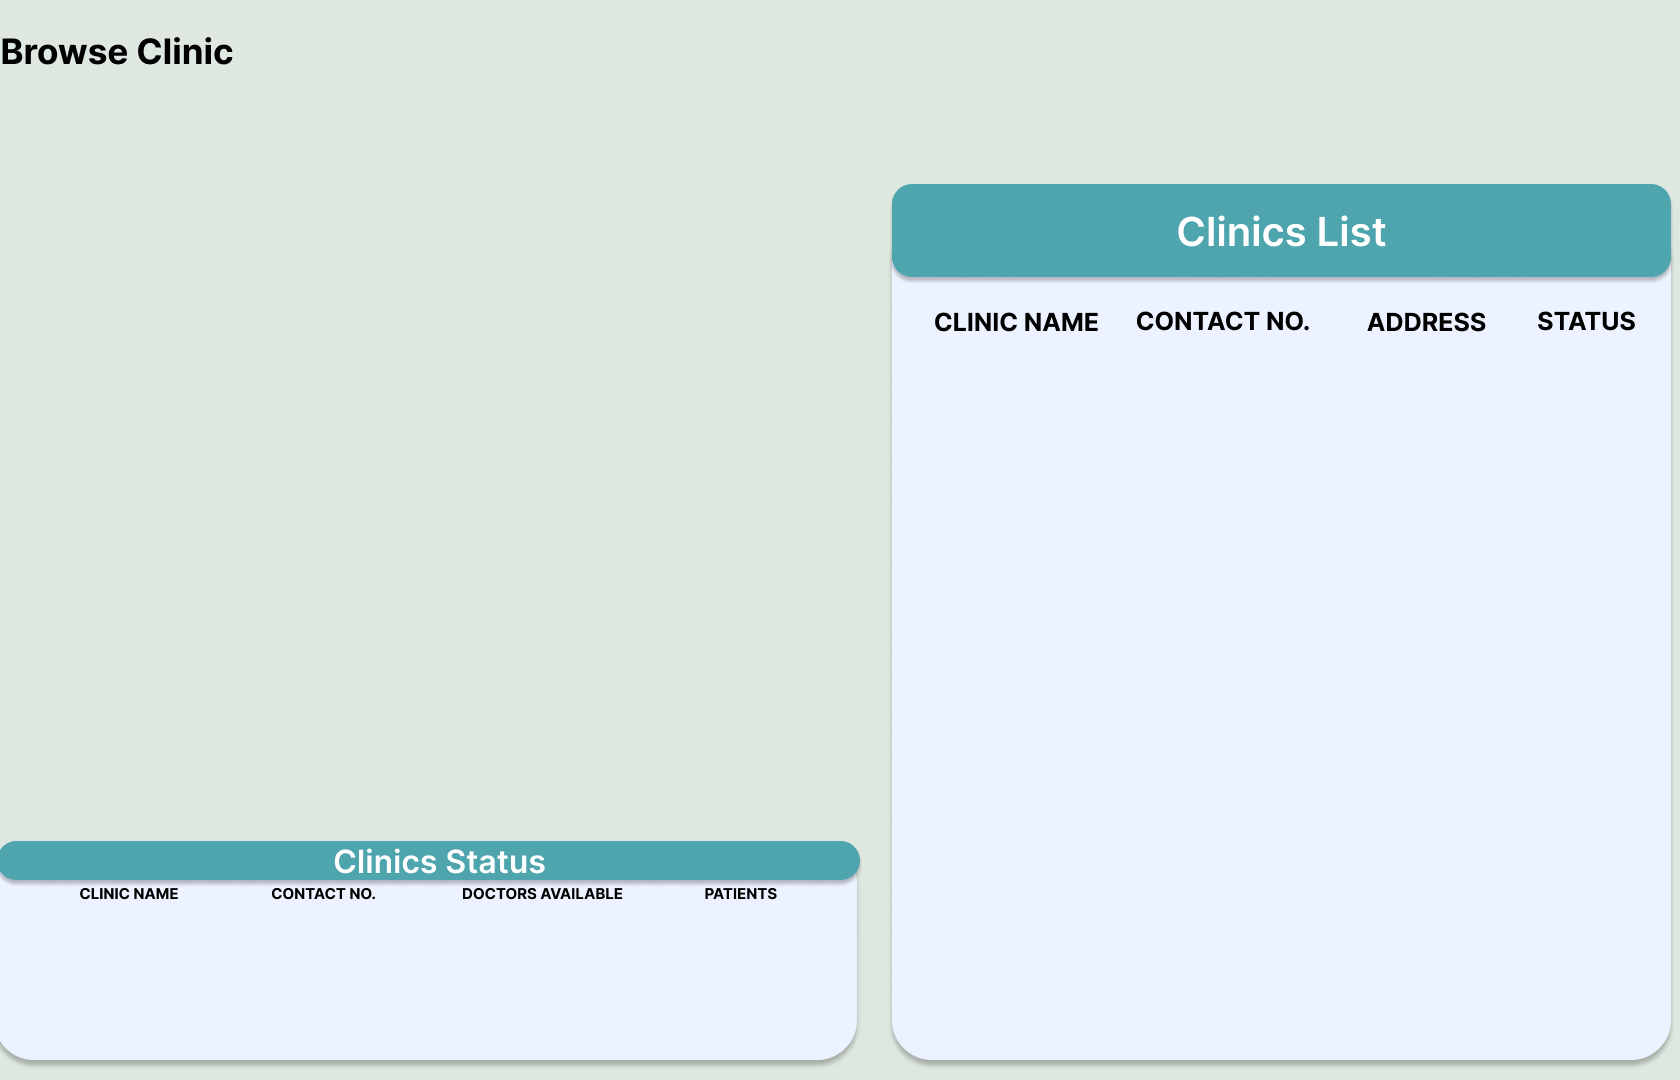 Browse Clinic
Clinics List
CLINIC NAME CONTACT NO. ADDRESS STATUS
Clinics Status
CLINIC NAME CONTACT NO. DOCTORS AVAILABLE PATIENTS